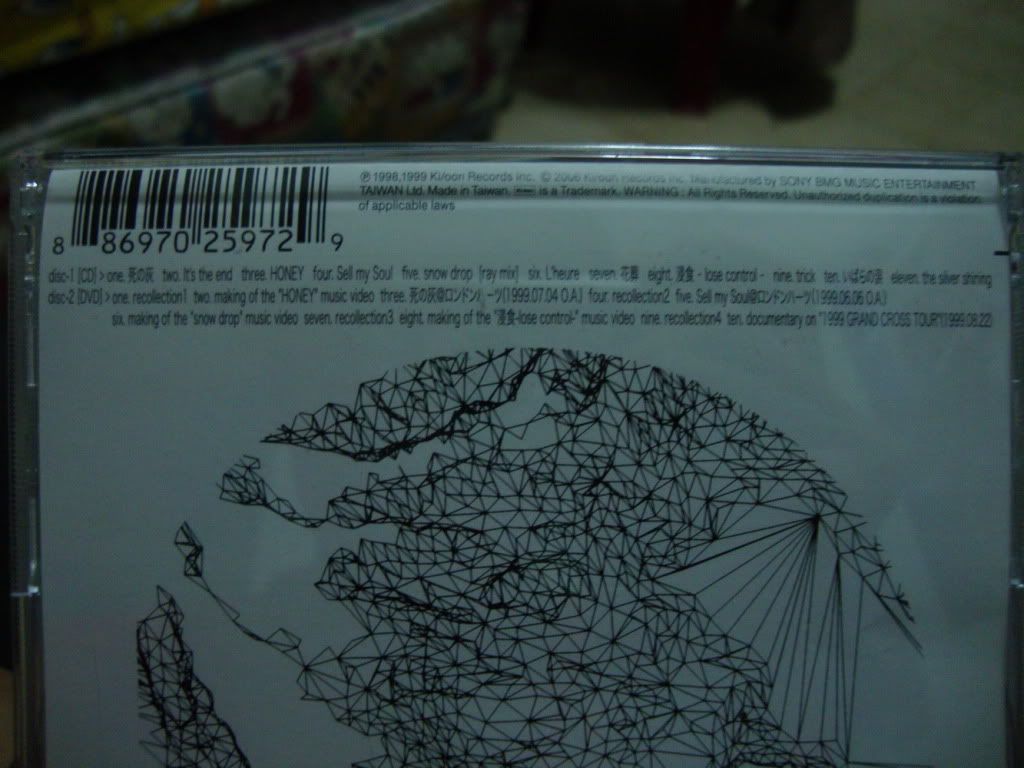 ℗ 1998,1999 Ki/oon Records Inc. © 2006 Ki/oon Records Inc. Manufactured by SONY BMG MUSIC ENTERTAINMENT
TAIWAN Ltd. Made in Taiwan. is a Trademark. WARNING : All Rights Reserved. Unauthorized duplication is a violation
of applicable laws
8 86970 25972 9
disc-1 [CD] > one. 死の灰 two. It's the end three. HONEY four. Sell my Soul five. snow drop [ray mix] six. L'heure seven. 花葬 eight. 浸食 - lose control - nine. trick ten. いばらの涙 eleven. the silver shining
disc-2 [DVD] > one. recollection1 two. making of the "HONEY" music video three. 死の灰@ロンドンハーツ(1999.07.04 O.A.) four. recollection2 five. Sell my Soul@ロンドンハーツ(1999.06.06 O.A.)
six. making of the "snow drop" music video seven. recollection3 eight. making of the "浸食-lose control-" music video nine. recollection4 ten. documentary on "1999 GRAND CROSS TOUR"(1999.08.22)